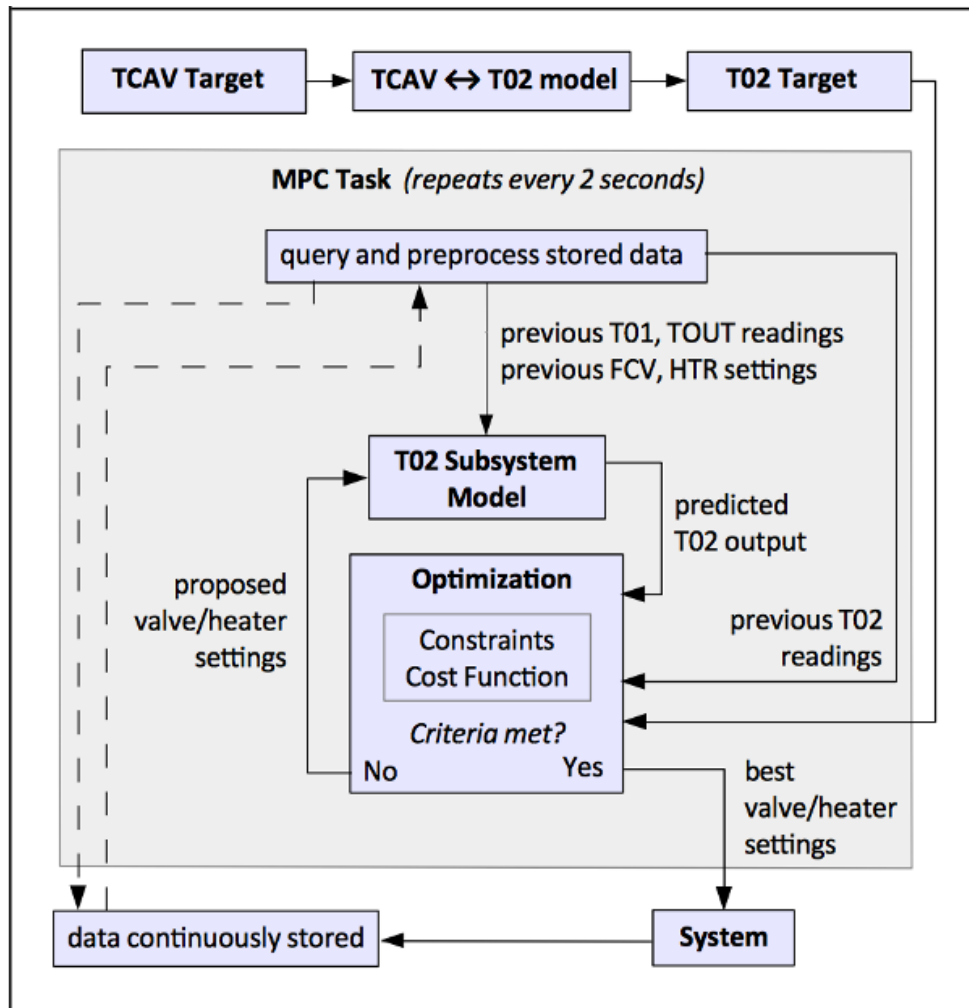 TCAV Target
TCAV ↔ T02 model
T02 Target
MPC Task (repeats every 2 seconds)
query and preprocess stored data
previous T01, TOUT readings
previous FCV, HTR settings
T02 Subsystem
Model
predicted
T02 output
proposed
valve/heater
settings
Optimization
Constraints
Cost Function
previous T02
readings
Criteria met?
No
Yes
best
valve/heater
settings
data continuously stored
System